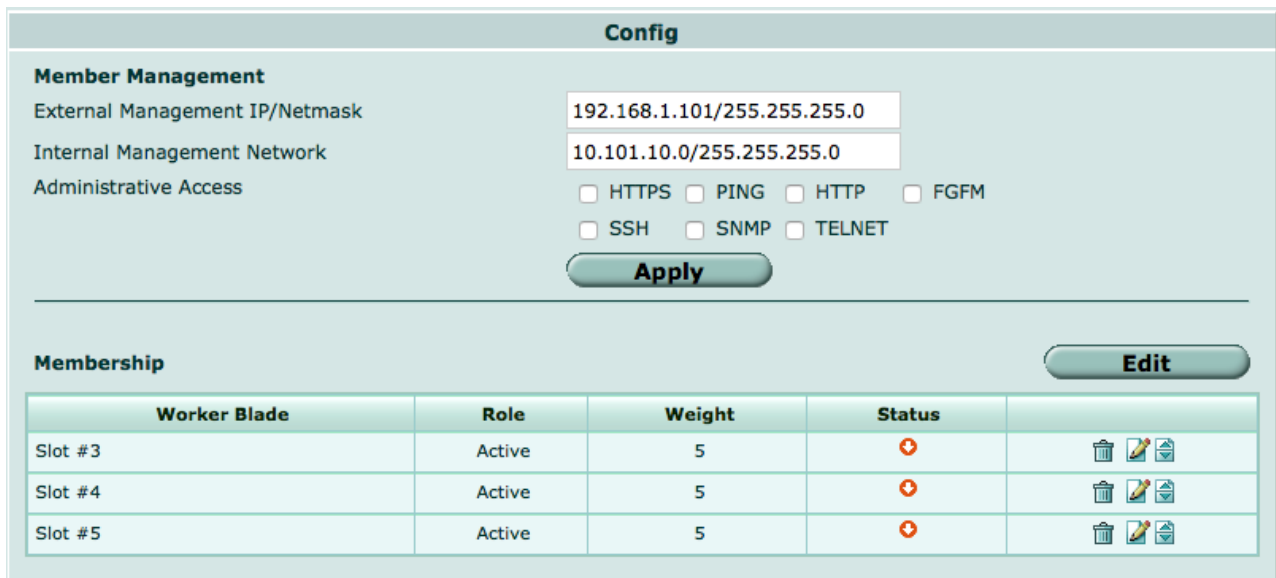 Config
Member Management
External Management IP/Netmask 192.168.1.101/255.255.255.0
Internal Management Network 10.101.10.0/255.255.255.0
Administrative Access HTTPS PING HTTP FGFM
SSH SNMP TELNET
Apply
Membership Edit
Worker Blade Role Weight Status
Slot #3 Active 5
Slot #4 Active 5
Slot #5 Active 5